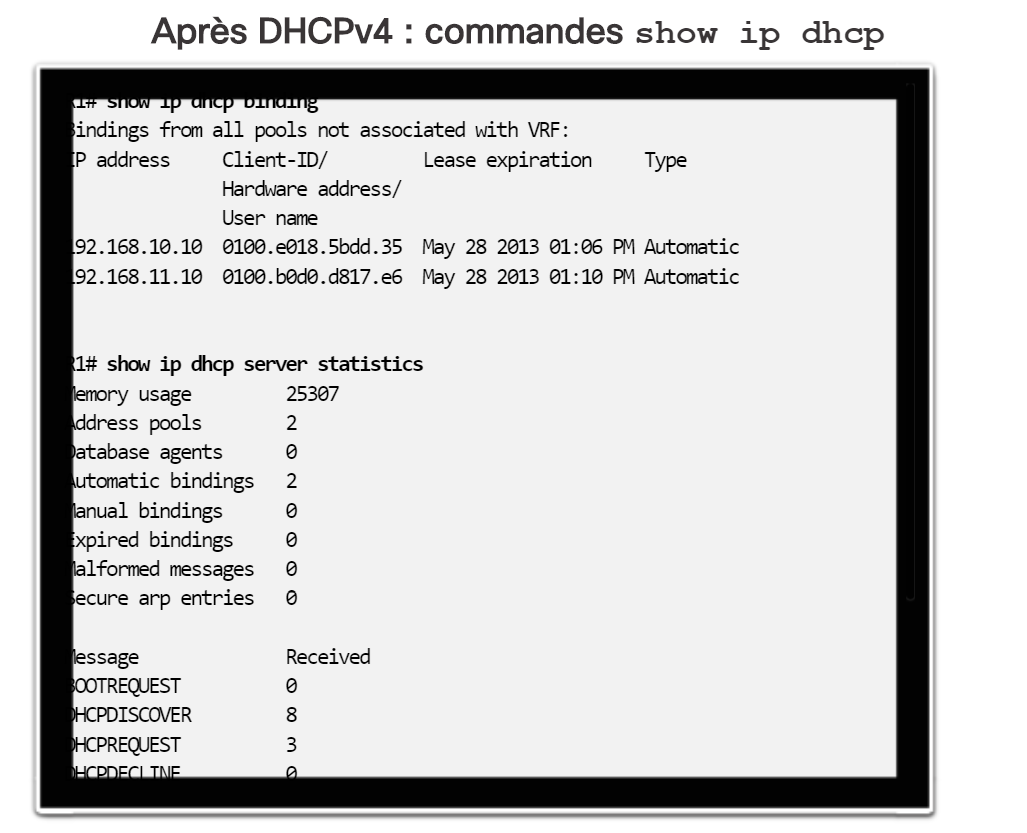 Après DHCPv4 : commandes show ip dhcp
R1# show ip dhcp binding
Bindings from all pools not associated with VRF:
IP address Client-ID/ Lease expiration Type
Hardware address/
User name
192.168.10.10 0100.e018.5bdd.35 May 28 2013 01:06 PM Automatic
192.168.11.10 0100.b0d0.d817.e6 May 28 2013 01:10 PM Automatic
R1# show ip dhcp server statistics
Memory usage 25307
Address pools 2
Database agents 0
Automatic bindings 2
Manual bindings 0
Expired bindings 0
Malformed messages 0
Secure arp entries 0
Message Received
BOOTREQUEST 0
DHCPDISCOVER 8
DHCPREQUEST 3
DHCPDECLINE 0